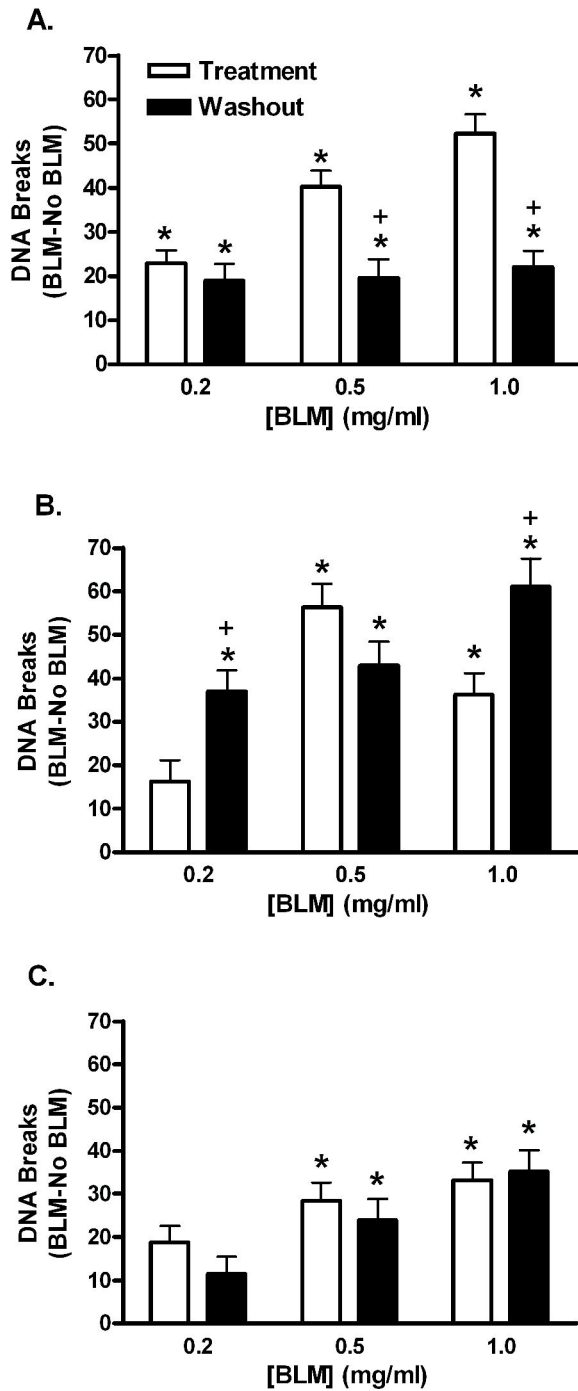 A.
Treatment
Washout
DNA Breaks
(BLM-No BLM)
70
60
50
40
30
20
10
0
*
*
*
+
*
*
+
*
0.2 0.5 1.0
[BLM] (mg/ml)
B.
DNA Breaks
(BLM-No BLM)
70
60
50
40
30
20
10
0
+
*
*
*
*
+
*
0.2 0.5 1.0
[BLM] (mg/ml)
C.
DNA Breaks
(BLM-No BLM)
70
60
50
40
30
20
10
0
*
*
*
*
0.2 0.5 1.0
[BLM] (mg/ml)